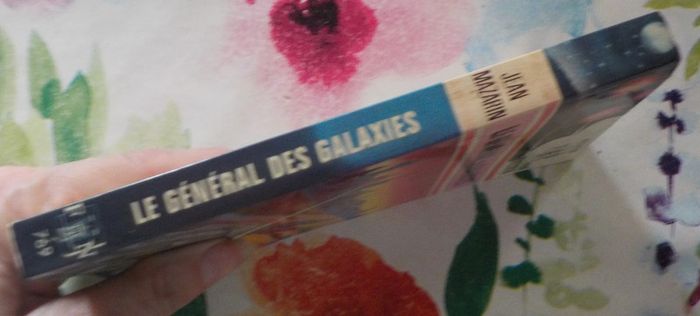 LE GÉNÉRAL DES GALAXIES
JEAN
MAZARIN